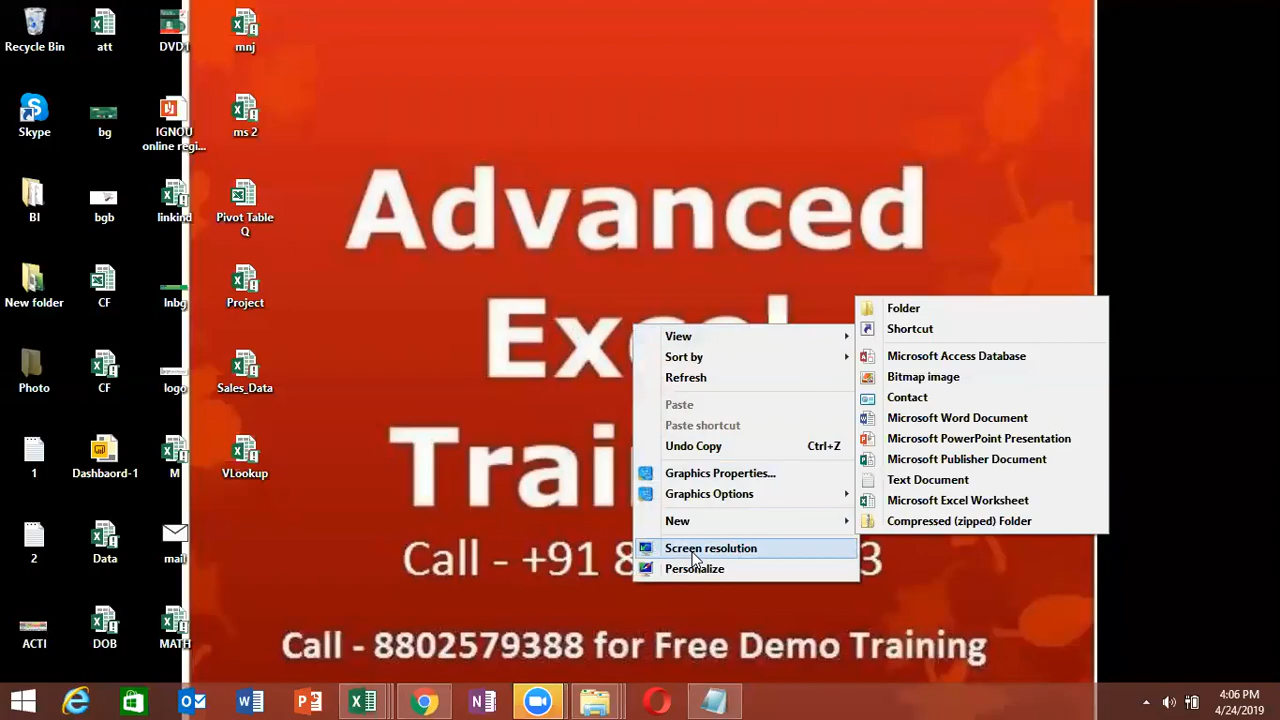 Recycle Bin
att
DVD1
mnj
Skype
bg
IGNOU
online regi...
ms 2
BI
bgb
linkind
Pivot Table
Q
New folder
CF
lnbg
Project
Photo
CF
logo
Sales_Data
1
Dashbaord-1
M
VLookup
2
Data
mail
ACTI
DOB
MATH
Advanced
Call - +91 8
3
Call - 8802579388 for Free Demo Training
View
Sort by
Refresh
Paste
Paste shortcut
Undo Copy Ctrl+Z
Graphics Properties...
Graphics Options
New
Screen resolution
Personalize
Folder
Shortcut
Microsoft Access Database
Bitmap image
Contact
Microsoft Word Document
Microsoft PowerPoint Presentation
Microsoft Publisher Document
Text Document
Microsoft Excel Worksheet
Compressed (zipped) Folder
4:06 PM
4/24/2019